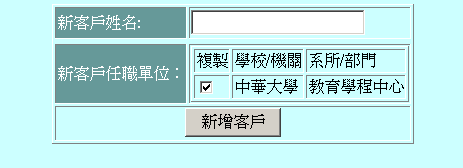 新客戶姓名:
新客戶任職單位：
複製 學校/機關 系所/部門
中華大學 教育學程中心
新增客戶